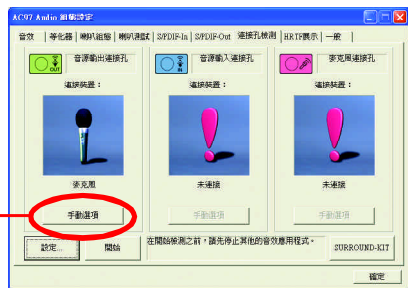 AC97 Audio 組態設定
音效 等化器 喇叭組態 喇叭測試 S/PDIF-In S/PDIF-Out 連接孔檢測 HRTF展示 一般
OUT 音源輸出連接孔
IN 音源輸入連接孔
麥克風連接孔
連接裝置：
連接裝置：
連接裝置：
麥克風
未連接
未連接
手動選項
手動選項
手動選項
設定...
開始
在開始檢測之前，請先停止其他的音效應用程式。
SURROUND-KIT
確定